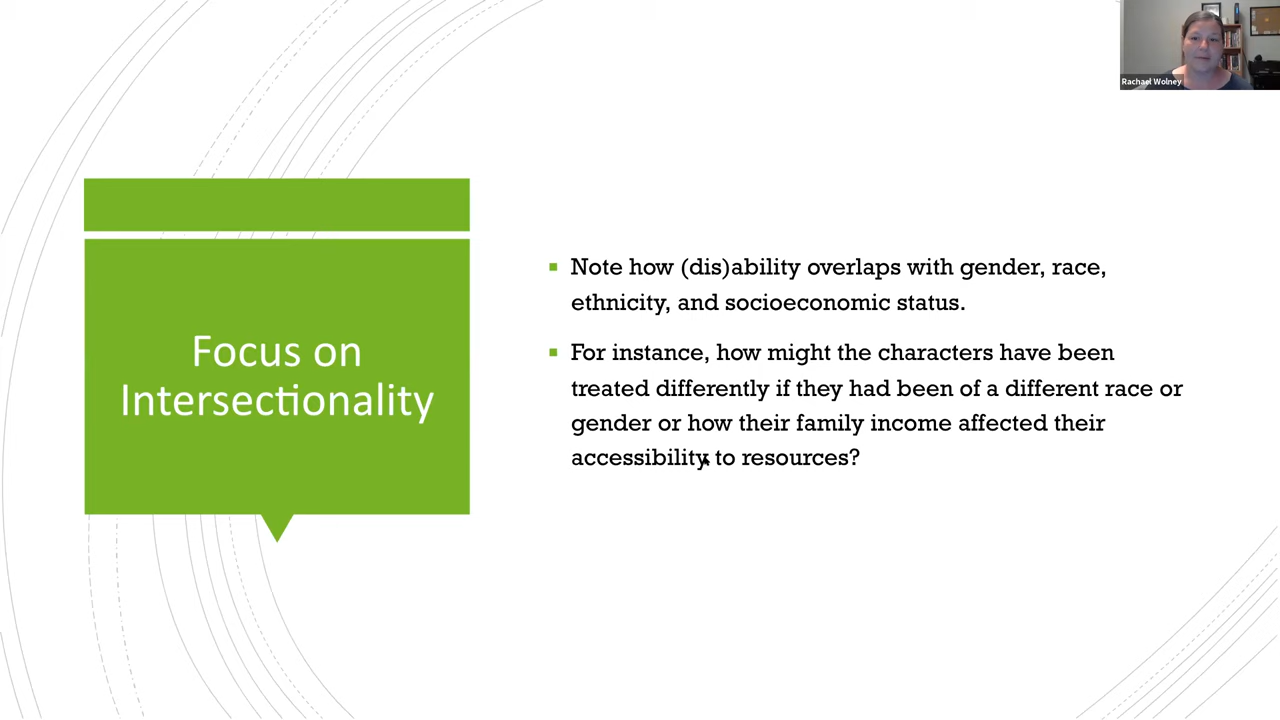 Rachael Wolney
Focus on
Intersectionality
Note how (dis)ability overlaps with gender, race,
ethnicity, and socioeconomic status.
For instance, how might the characters have been
treated differently if they had been of a different race or
gender or how their family income affected their
accessibility to resources?